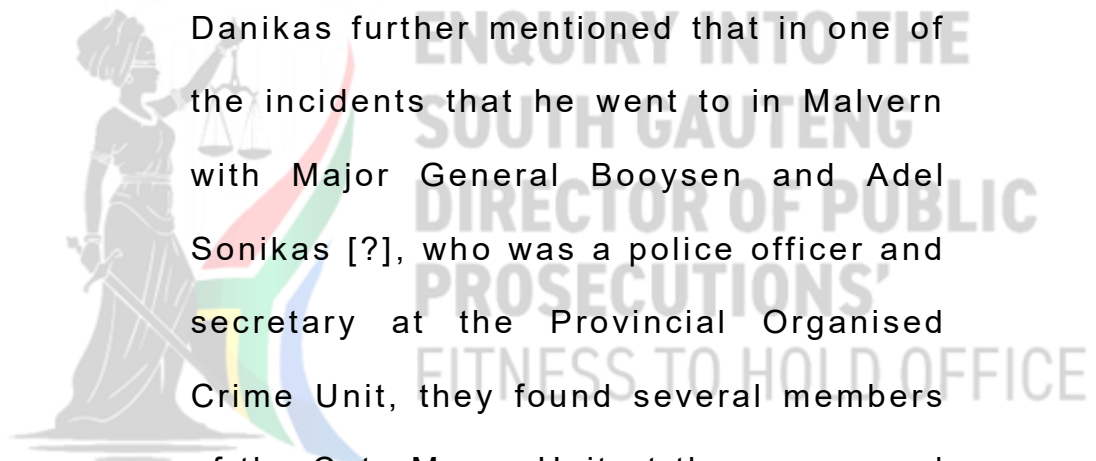 Danikas further mentioned that in one of
the incidents that he went to in Malvern
with Major General Booysen and Adel
Sonikas [?], who was a police officer and
secretary at the Provincial Organised
Crime Unit, they found several members
ENQUIRY INTO THE
SOUTH GAUTENG
DIRECTOR OF PUBLIC
PROSECUTIONS'
FITNESS TO HOLD OFFICE